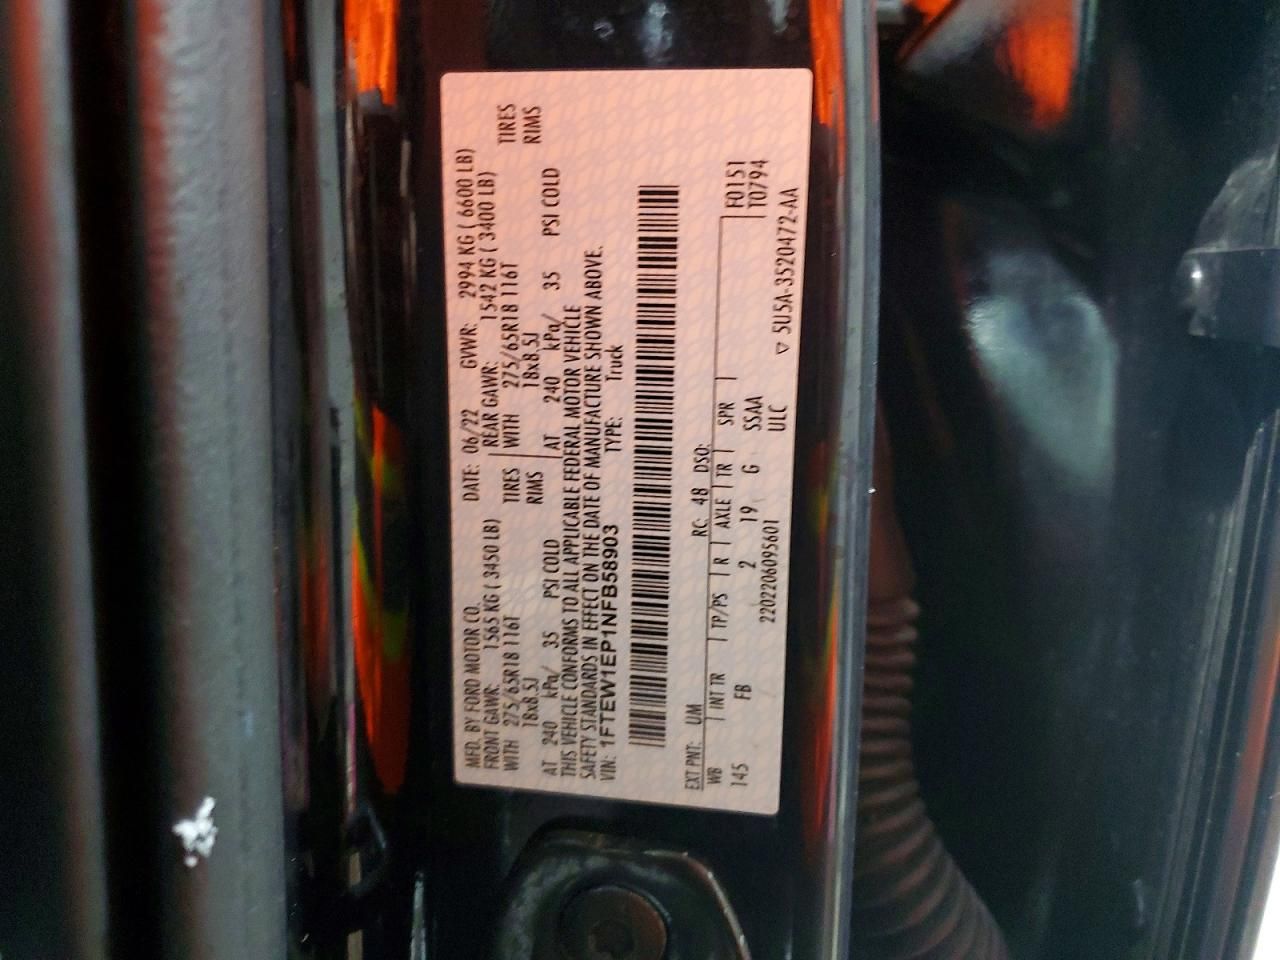 MFD. BY FORD MOTOR CO. DATE: 06/22 GVWR: 2994 KG ( 6600 LB)
FRONT GAWR: 1565 KG ( 3450 LB) REAR GAWR: 1542 KG ( 3400 LB)
WITH 275/65R18 116T TIRES WITH 275/65R18 116T TIRES
18x8.5J RIMS 18x8.5J RIMS
AT 240 kPa/ 35 PSI COLD AT 240 kPa/ 35 PSI COLD
THIS VEHICLE CONFORMS TO ALL APPLICABLE FEDERAL MOTOR VEHICLE
SAFETY STANDARDS IN EFFECT ON THE DATE OF MANUFACTURE SHOWN ABOVE.
VIN: 1FTEW1EP1NFB58903 TYPE: Truck
EXT PNT: UM RC: 48 DSO:
WB INT TR TP/PS R AXLE TR SPR F0151
145 FB 2 19 G SSAA T0794
2202206095601 ULC ▽ 5U5A-3520472-AA